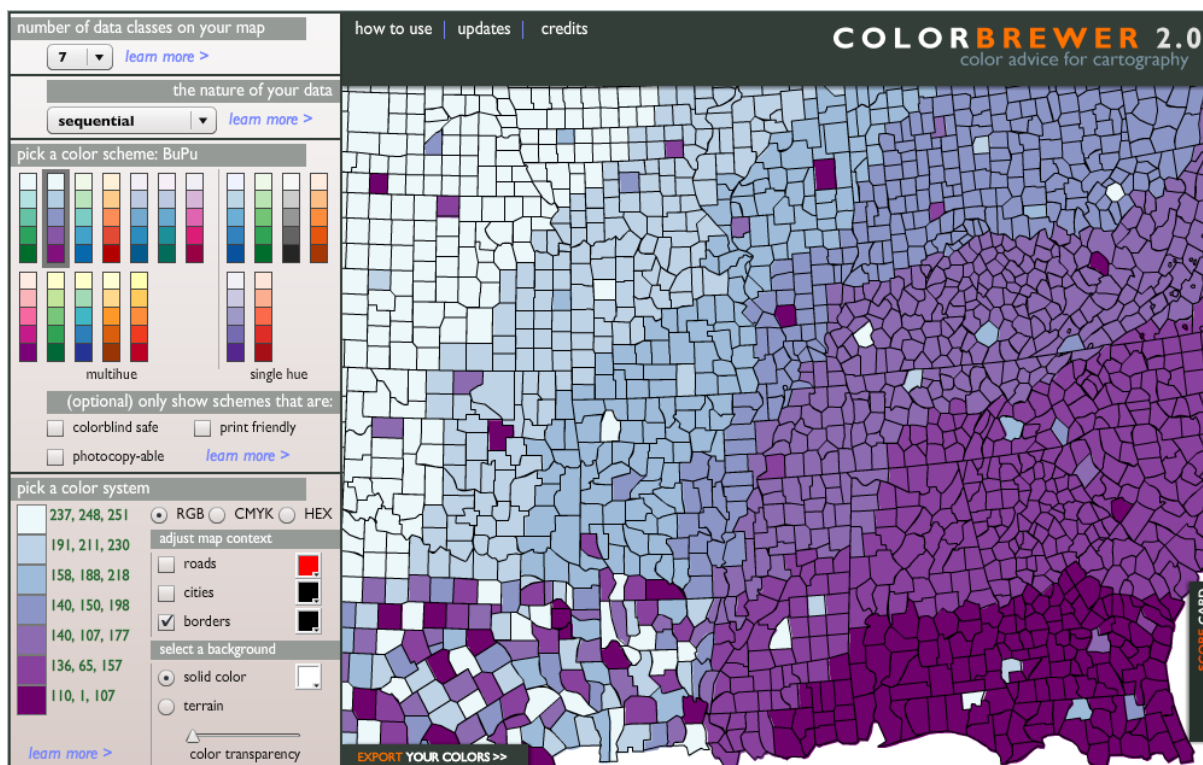 number of data classes on your map
7
learn more >
the nature of your data
sequential
learn more >
pick a color scheme: BuPu
multihue
single hue
(optional) only show schemes that are:
colorblind safe
print friendly
photocopy-able
learn more >
pick a color system
237, 248, 251
191, 211, 230
158, 188, 218
140, 150, 198
140, 107, 177
136, 65, 157
110, 1, 107
RGB
CMYK
HEX
adjust map context
roads
cities
borders
select a background
solid color
terrain
color transparency
learn more >
how to use
updates
credits
COLORBREWER 2.0
color advice for cartography
EXPORT YOUR COLORS >>
CARD